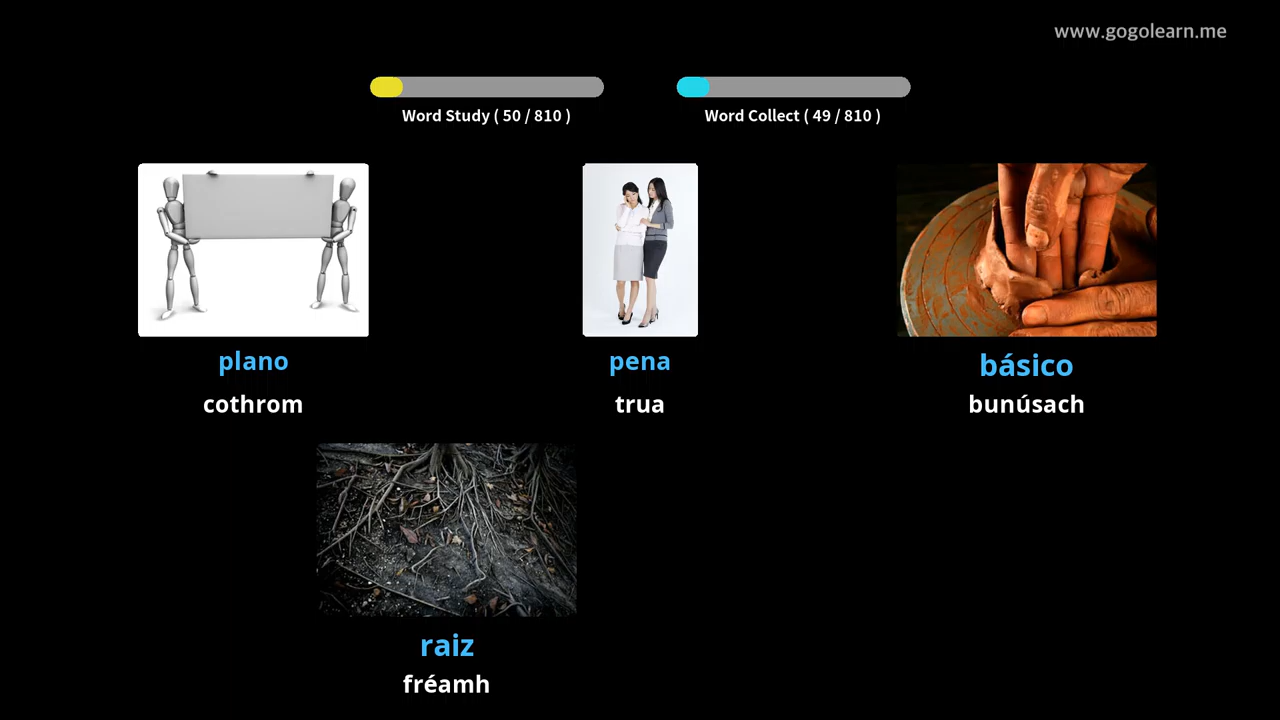 www.gogolearn.me
Word Study ( 50 / 810 )
Word Collect ( 49 / 810 )
plano
cothrom
pena
trua
básico
bunúsach
raiz
fréamh